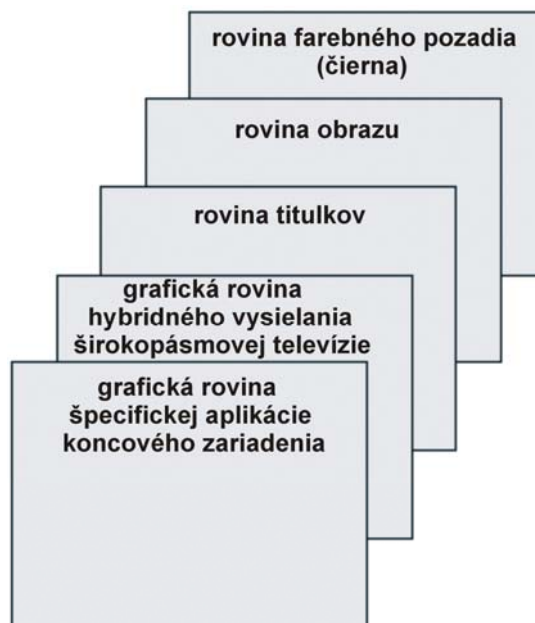 rovina farebného pozadia
(čierna)
rovina obrazu
rovina titulkov
grafická rovina
hybridného vysielania
širokopásmovej televízie
grafická rovina
špecifickej aplikácie
koncového zariadenia